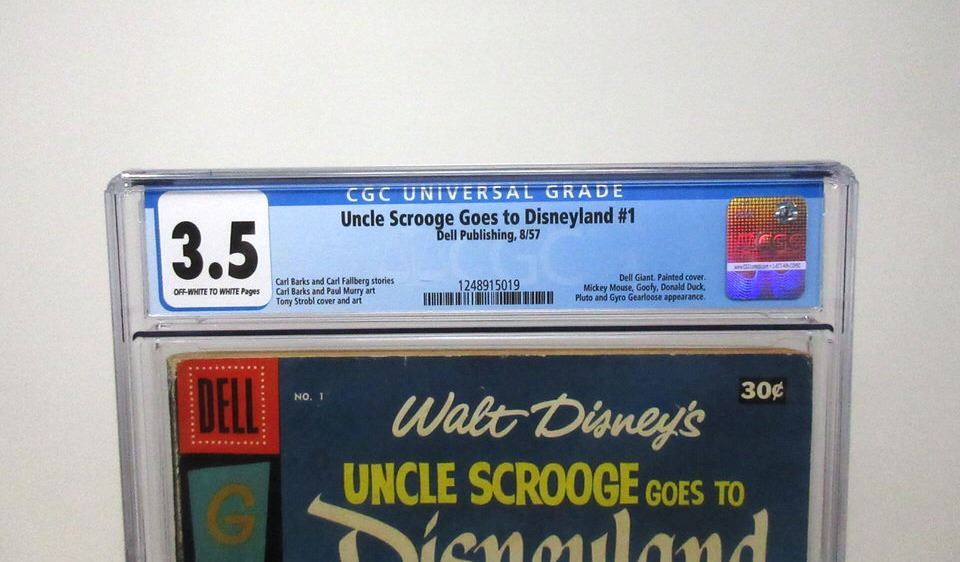 CGC UNIVERSAL GRADE
3.5
OFF-WHITE TO WHITE Pages
Uncle Scrooge Goes to Disneyland #1
Dell Publishing, 8/57
Carl Barks and Carl Fallberg stories
Carl Barks and Paul Murry art
Tony Strobl cover and art
1248915019
Dell Giant. Painted cover.
Mickey Mouse, Goofy, Donald Duck,
Pluto and Gyro Gearloose appearance.
CGC
DELL
NO. 1
30¢
Walt Disney's
UNCLE SCROOGE GOES TO
Disneyland
G